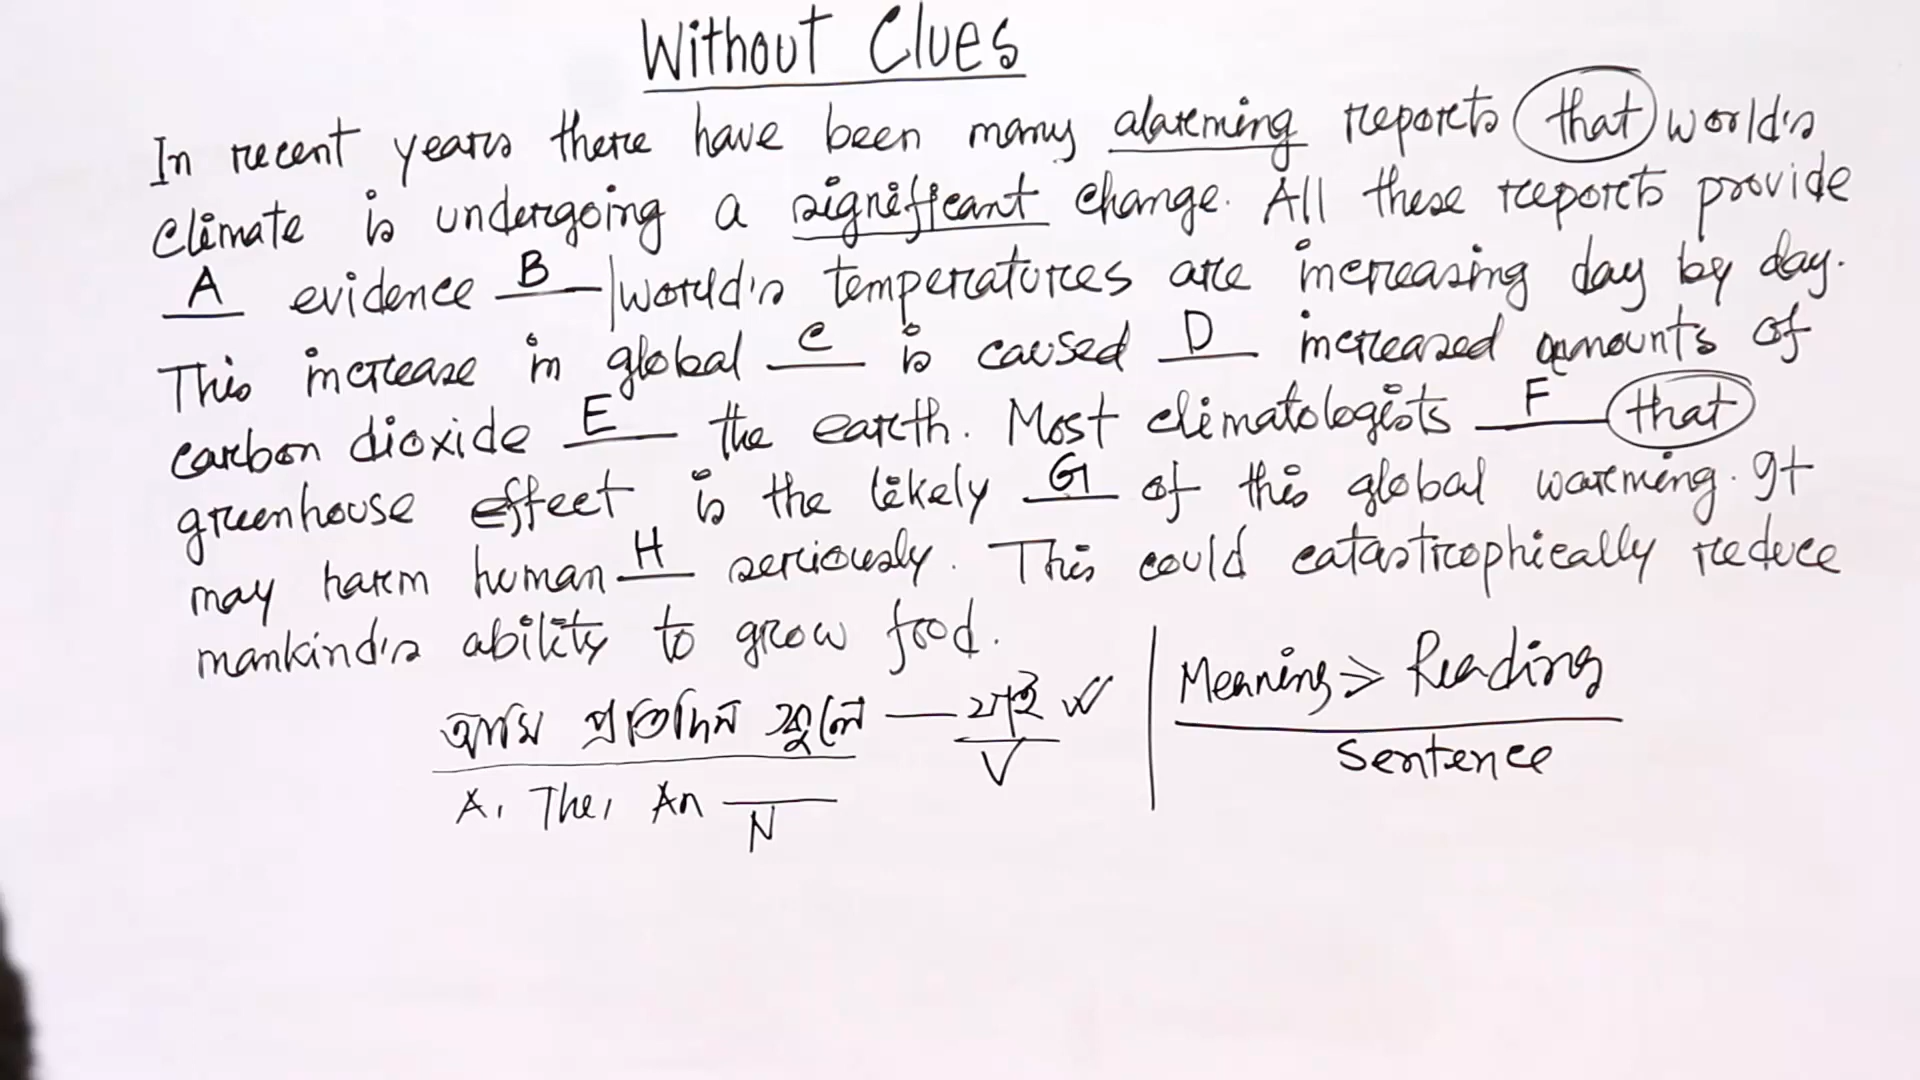 Without Clues
In recent years there have been many alarming reports that world's
climate is undergoing a significant change. All these reports provide
A evidence B world's temperatures are increasing day by day.
This increase in global C is caused D increased amounts of
carbon dioxide E the earth. Most climatologists F that
greenhouse effect is the likely G of this global warming. It
may harm human H seriously. This could catastrophically reduce
mankind's ability to grow food.
আমি প্রতিদিন স্কুলে — যাই
V
A, The, An
N
Meaning > Reading
Sentence